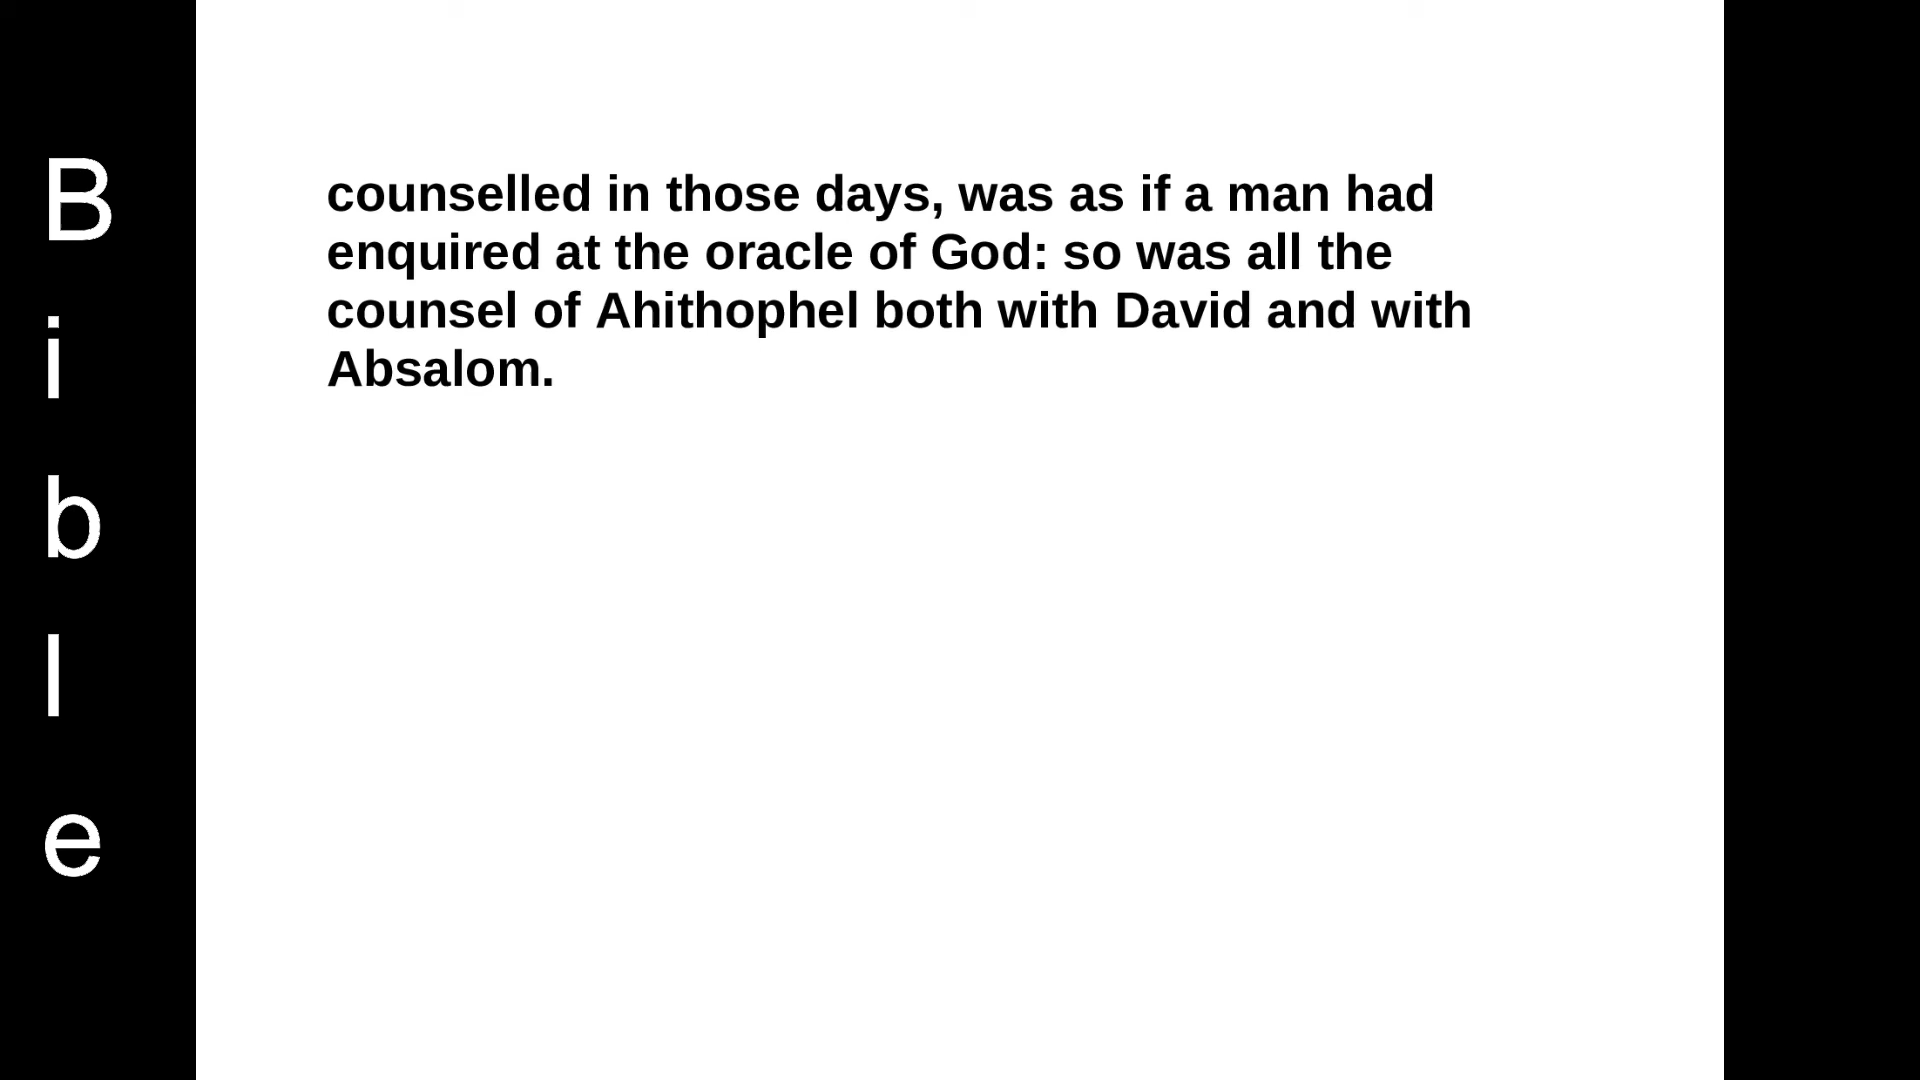 B
i
b
l
e
counselled in those days, was as if a man had
enquired at the oracle of God: so was all the
counsel of Ahithophel both with David and with
Absalom.